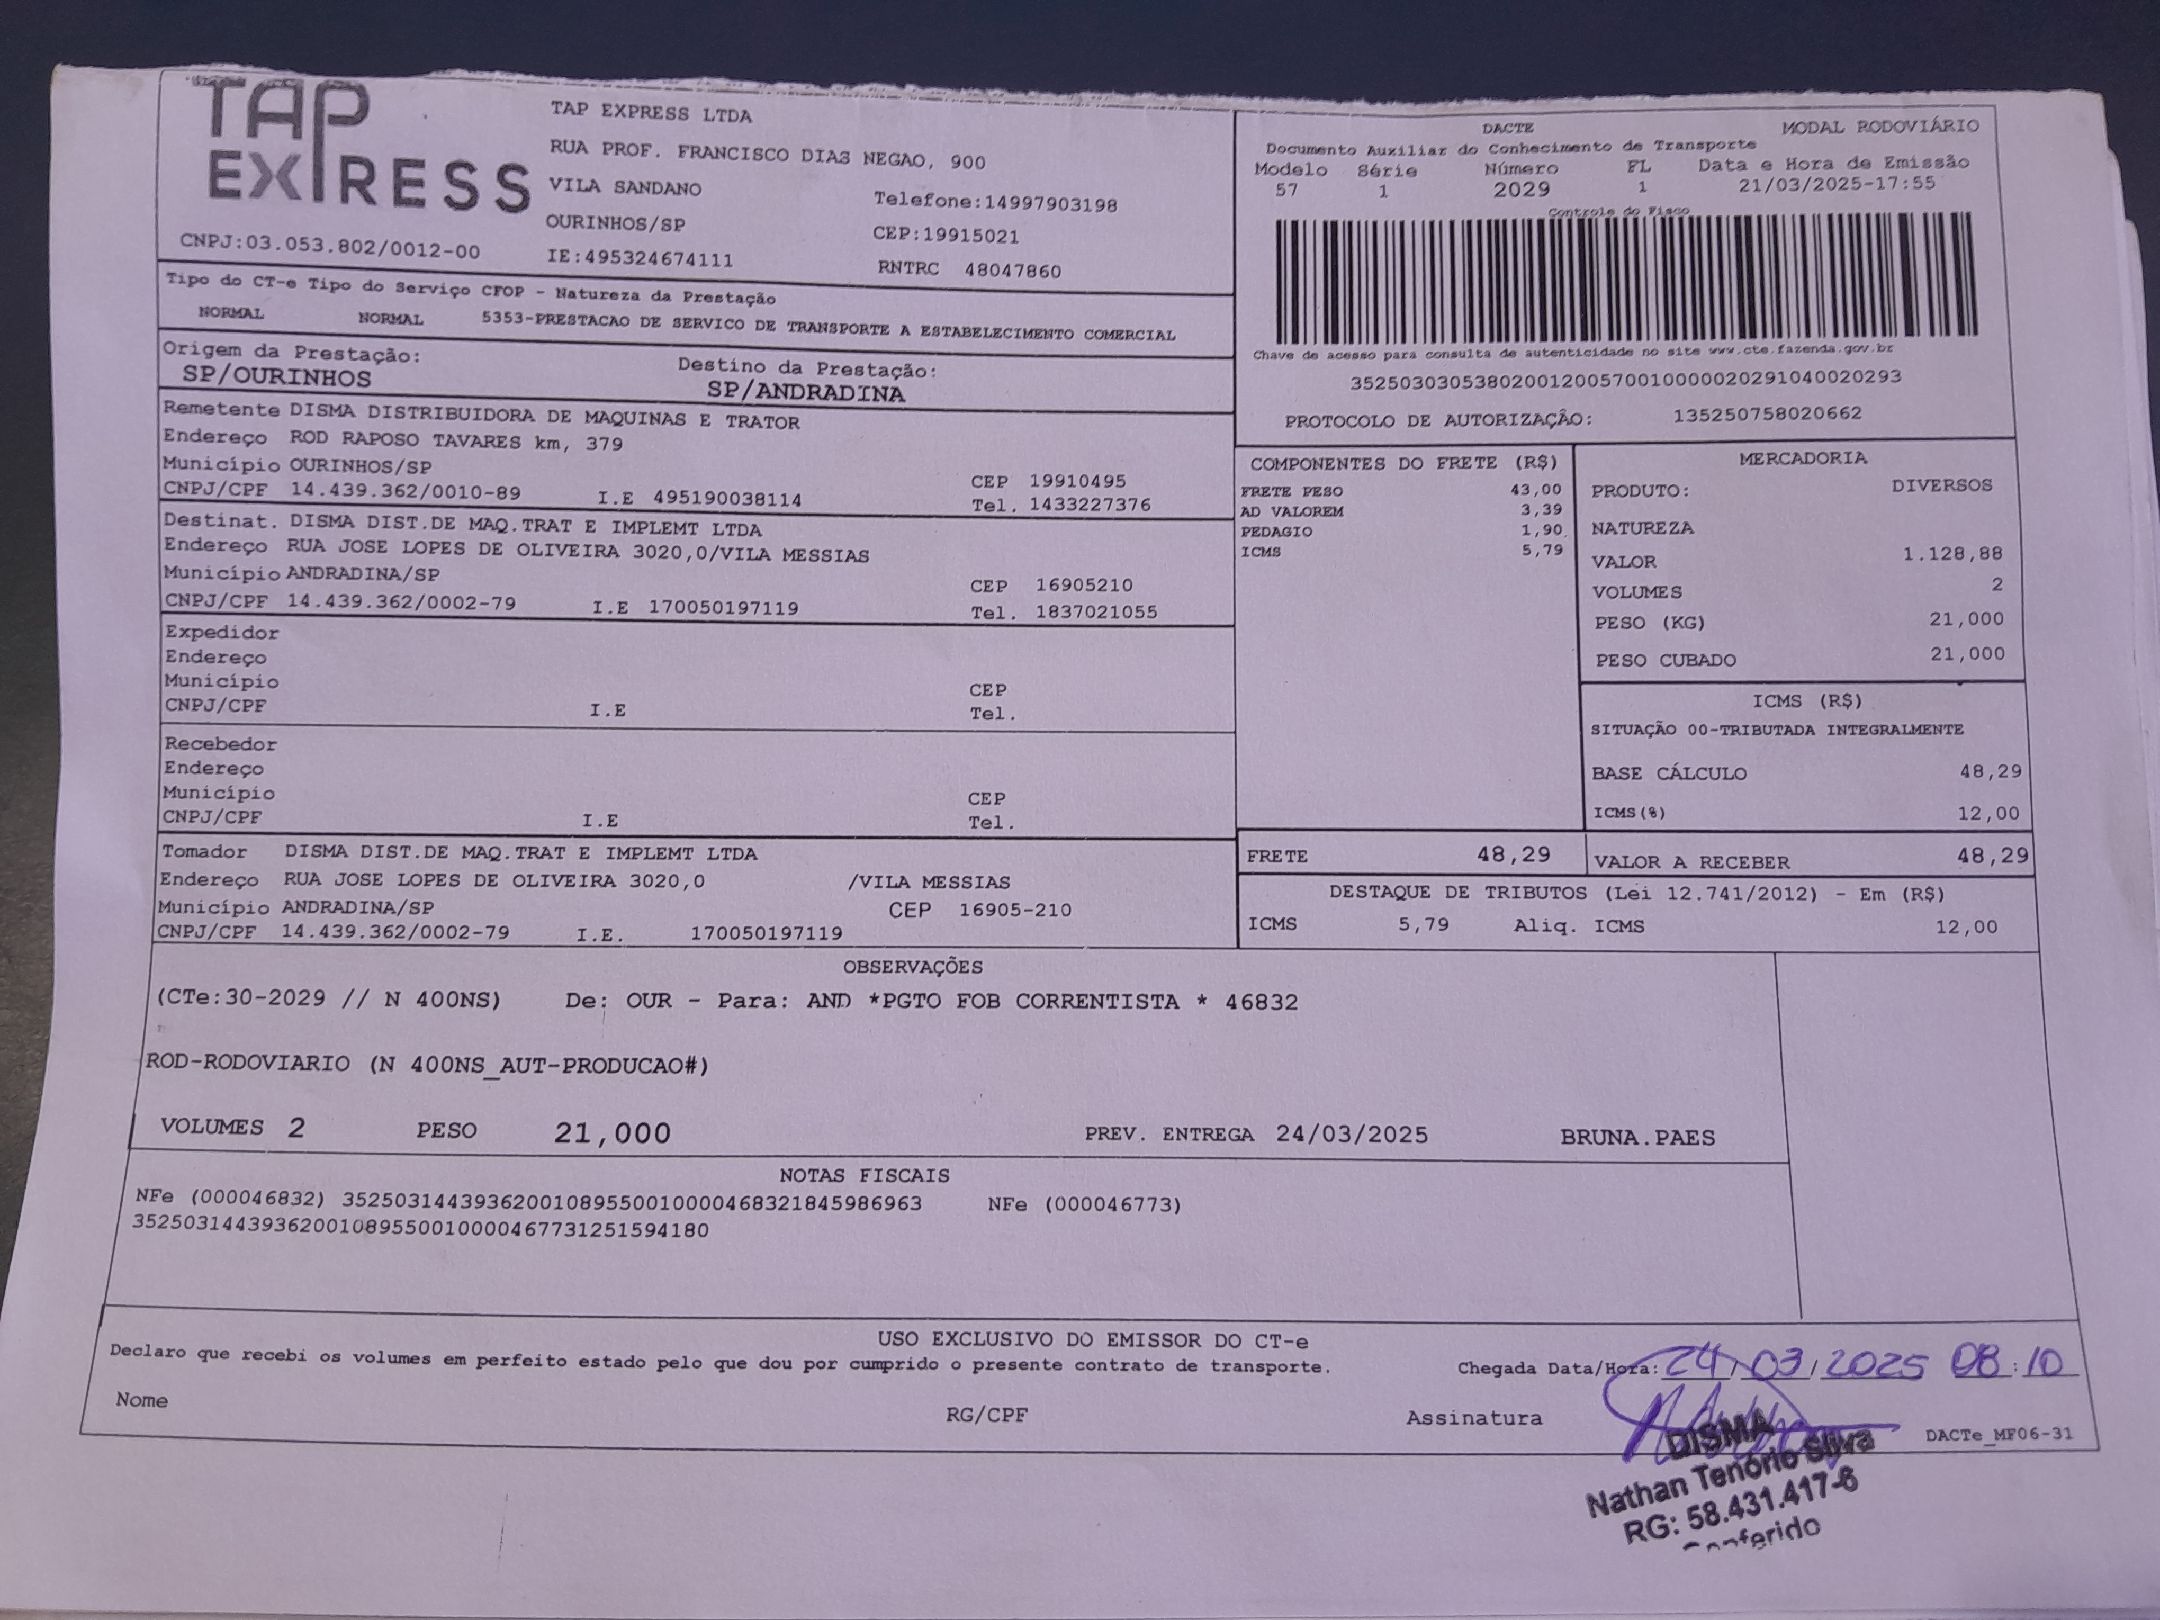 TAP EXPRESS
TAP EXPRESS LTDA
RUA PROF. FRANCISCO DIAS NEGAO, 900
VILA SANDANO
Telefone:14997903198
OURINHOS/SP
CEP:19915021
CNPJ:03.053.802/0012-00
IE:495324674111
RNTRC 48047860
DACTE
MODAL RODOVIÁRIO
Documento Auxiliar do Conhecimento de Transporte
Modelo Série Número FL Data e Hora de Emissão
57 1 2029 1 21/03/2025-17:55
Controle do Fisco
Chave de acesso para consulta de autenticidade no site www.cte.fazenda.gov.br
35250303053802001200570010000020291040020293
PROTOCOLO DE AUTORIZAÇÃO: 135250758020662
Tipo do CT-e Tipo do Serviço CFOP - Natureza da Prestação
NORMAL NORMAL 5353-PRESTACAO DE SERVICO DE TRANSPORTE A ESTABELECIMENTO COMERCIAL
Origem da Prestação: Destino da Prestação:
SP/OURINHOS SP/ANDRADINA
Remetente DISMA DISTRIBUIDORA DE MAQUINAS E TRATOR
Endereço ROD RAPOSO TAVARES km, 379
Município OURINHOS/SP CEP 19910495
CNPJ/CPF 14.439.362/0010-89 I.E 495190038114 Tel. 1433227376
Destinat. DISMA DIST.DE MAQ.TRAT E IMPLEMT LTDA
Endereço RUA JOSE LOPES DE OLIVEIRA 3020,0/VILA MESSIAS
Município ANDRADINA/SP CEP 16905210
CNPJ/CPF 14.439.362/0002-79 I.E 170050197119 Tel. 1837021055
Expedidor
Endereço
Município CEP
CNPJ/CPF I.E Tel.
Recebedor
Endereço
Município CEP
CNPJ/CPF I.E Tel.
Tomador DISMA DIST.DE MAQ.TRAT E IMPLEMT LTDA
Endereço RUA JOSE LOPES DE OLIVEIRA 3020,0 /VILA MESSIAS
Município ANDRADINA/SP CEP 16905-210
CNPJ/CPF 14.439.362/0002-79 I.E. 170050197119
COMPONENTES DO FRETE (R$)
FRETE PESO 43,00
AD VALOREM 3,39
PEDAGIO 1,90
ICMS 5,79
MERCADORIA
PRODUTO: DIVERSOS
NATUREZA
VALOR 1.128,88
VOLUMES 2
PESO (KG) 21,000
PESO CUBADO 21,000
ICMS (R$)
SITUAÇÃO 00-TRIBUTADA INTEGRALMENTE
BASE CÁLCULO 48,29
ICMS(%) 12,00
FRETE 48,29 VALOR A RECEBER 48,29
DESTAQUE DE TRIBUTOS (Lei 12.741/2012) - Em (R$)
ICMS 5,79 Aliq. ICMS 12,00
OBSERVAÇÕES
(CTe:30-2029 // N 400NS) De: OUR - Para: AND *PGTO FOB CORRENTISTA * 46832
ROD-RODOVIARIO (N 400NS_AUT-PRODUCAO#)
VOLUMES 2 PESO 21,000 PREV. ENTREGA 24/03/2025 BRUNA.PAES
NOTAS FISCAIS
NFe (000046832) 35250314439362001089550010000468321845986963 NFe (000046773)
35250314439362001089550010000467731251594180
USO EXCLUSIVO DO EMISSOR DO CT-e
Declaro que recebi os volumes em perfeito estado pelo que dou por cumprido o presente contrato de transporte.
Chegada Data/Hora: 24/03/2025 08:10
Nome RG/CPF Assinatura
DACTe_MF06-31
DISMA
Nathan Tenório Silva
RG: 58.431.417-6
Conferido